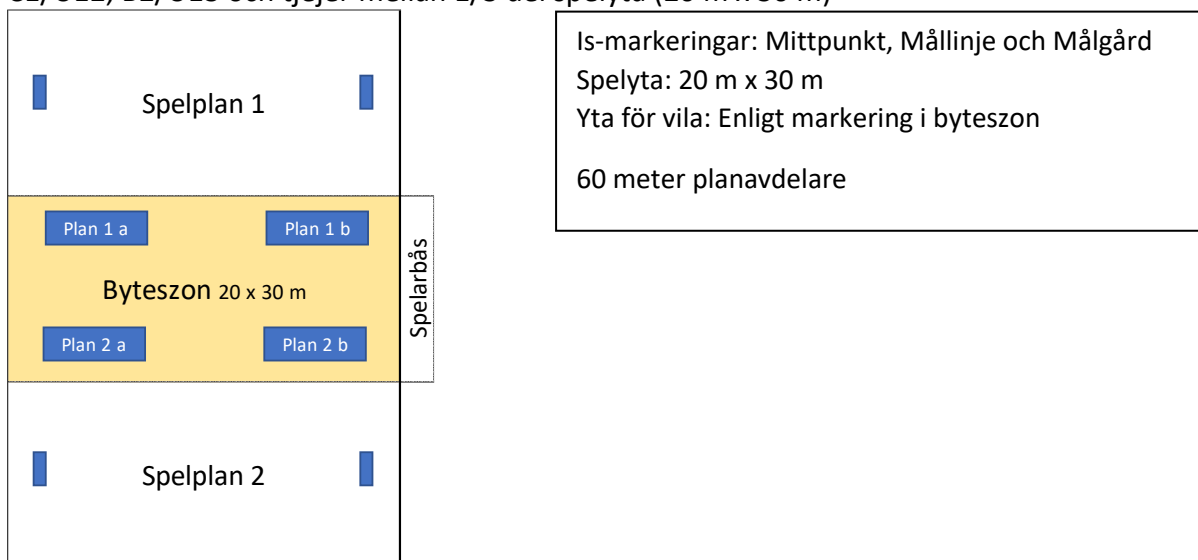 Spelplan 1
Plan 1 a
Plan 1 b
Byteszon 20 x 30 m
Spelarbås
Plan 2 a
Plan 2 b
Spelplan 2
Is-markeringar: Mittpunkt, Mållinje och Målgård
Spelyta: 20 m x 30 m
Yta för vila: Enligt markering i byteszon
60 meter planavdelare